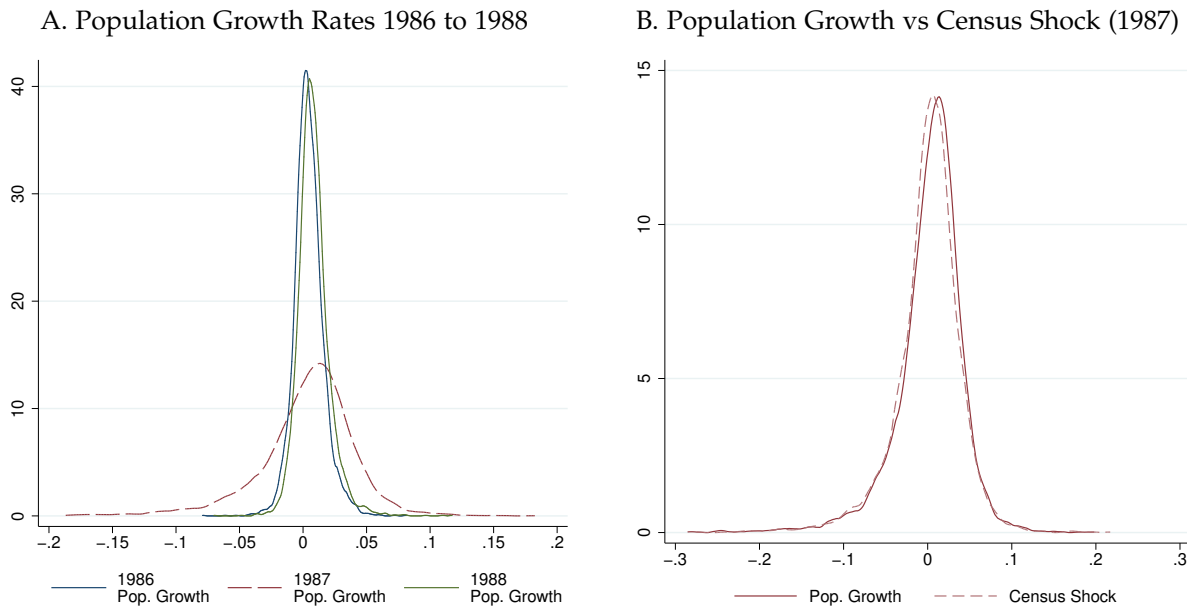 A. Population Growth Rates 1986 to 1988
40
30
20
10
0
-.2 -.15 -.1 -.05 0 .05 .1 .15 .2
1986 Pop. Growth
1987 Pop. Growth
1988 Pop. Growth
B. Population Growth vs Census Shock (1987)
15
10
5
0
-.3 -.2 -.1 0 .1 .2 .3
Pop. Growth Census Shock